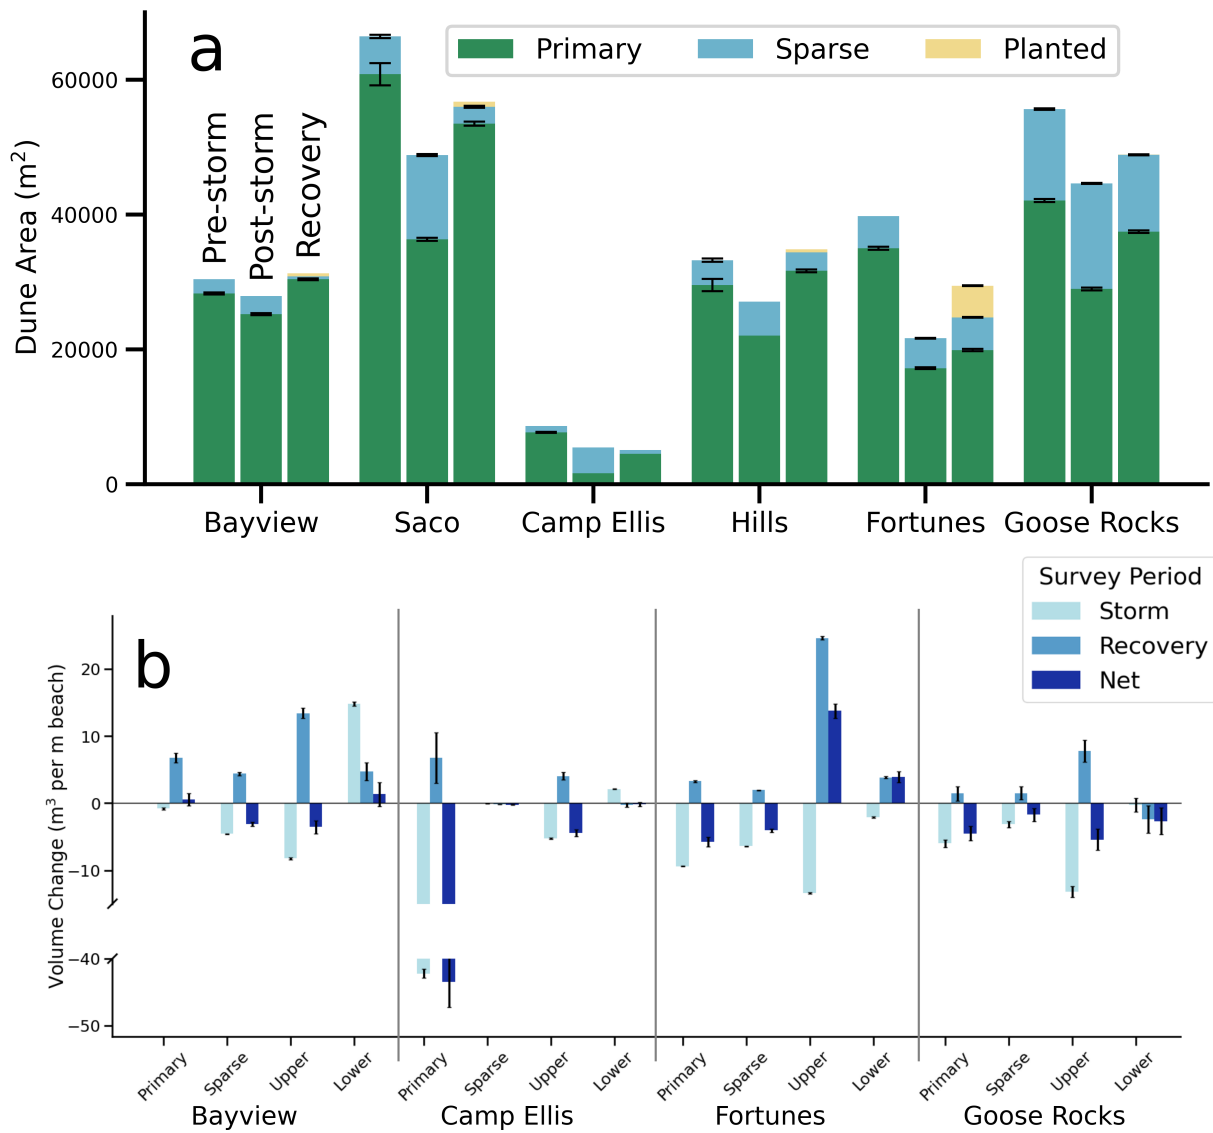 a
Primary
Sparse
Planted
Dune Area (m²)
60000
40000
20000
0
Pre-storm
Post-storm
Recovery
Bayview
Saco
Camp Ellis
Hills
Fortunes
Goose Rocks
b
Survey Period
Storm
Recovery
Net
Volume Change (m³ per m beach)
20
10
0
−10
−40
−50
Primary
Sparse
Upper
Lower
Primary
Sparse
Upper
Lower
Primary
Sparse
Upper
Lower
Primary
Sparse
Upper
Lower
Bayview
Camp Ellis
Fortunes
Goose Rocks